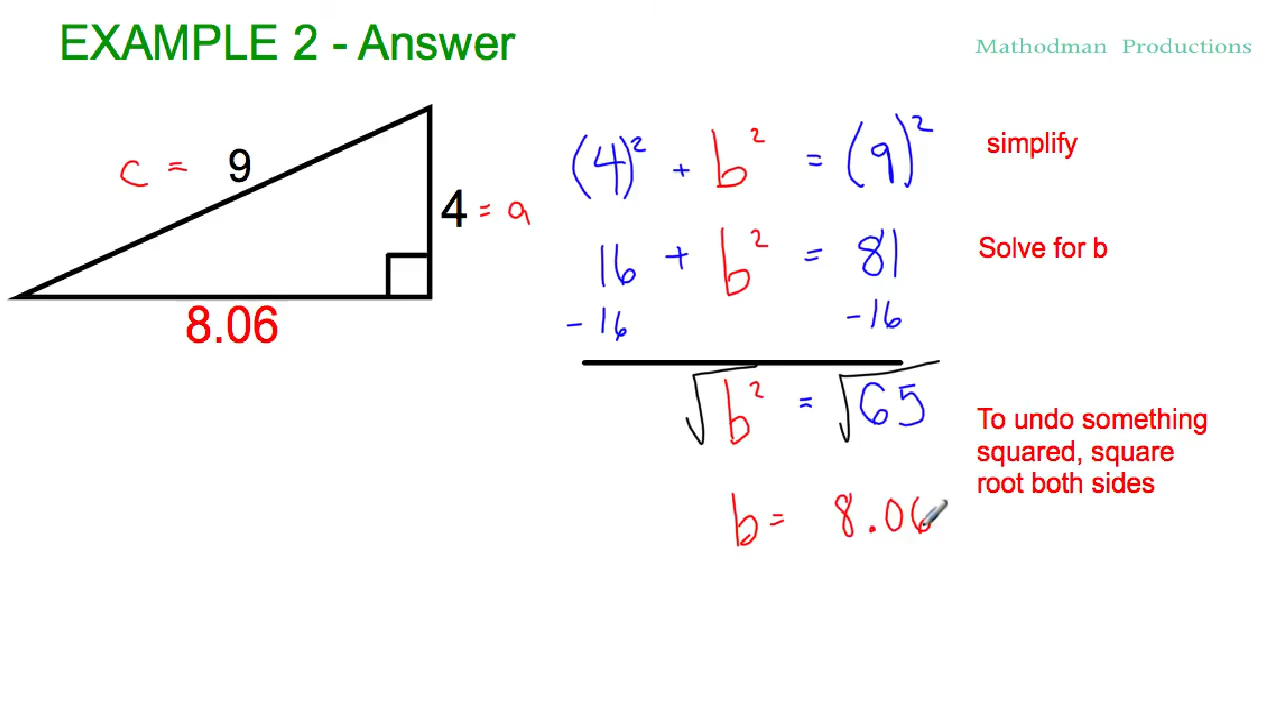 EXAMPLE 2 - Answer
Mathodman Productions
c = 9
4 = a
8.06
(4)² + b² = (9)²
simplify
16 + b² = 81
Solve for b
-16 -16
√b² = √65
To undo something
squared, square
root both sides
b = 8.06